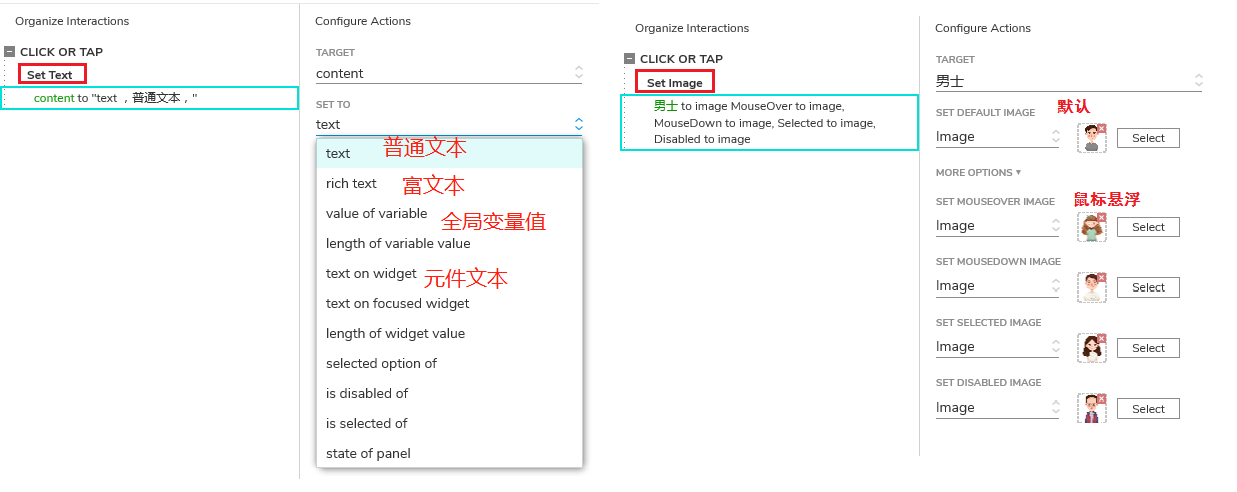 Organize Interactions
CLICK OR TAP
Set Text
content to "text ，普通文本，"
Configure Actions
TARGET
content
SET TO
text
text 普通文本
rich text 富文本
value of variable 全局变量值
length of variable value
text on widget 元件文本
text on focused widget
length of widget value
selected option of
is disabled of
is selected of
state of panel
Organize Interactions
CLICK OR TAP
Set Image
男士 to image MouseOver to image,
MouseDown to image, Selected to image,
Disabled to image
Configure Actions
TARGET
男士
SET DEFAULT IMAGE 默认
Image Select
MORE OPTIONS ▾
SET MOUSEOVER IMAGE 鼠标悬浮
Image Select
SET MOUSEDOWN IMAGE
Image Select
SET SELECTED IMAGE
Image Select
SET DISABLED IMAGE
Image Select